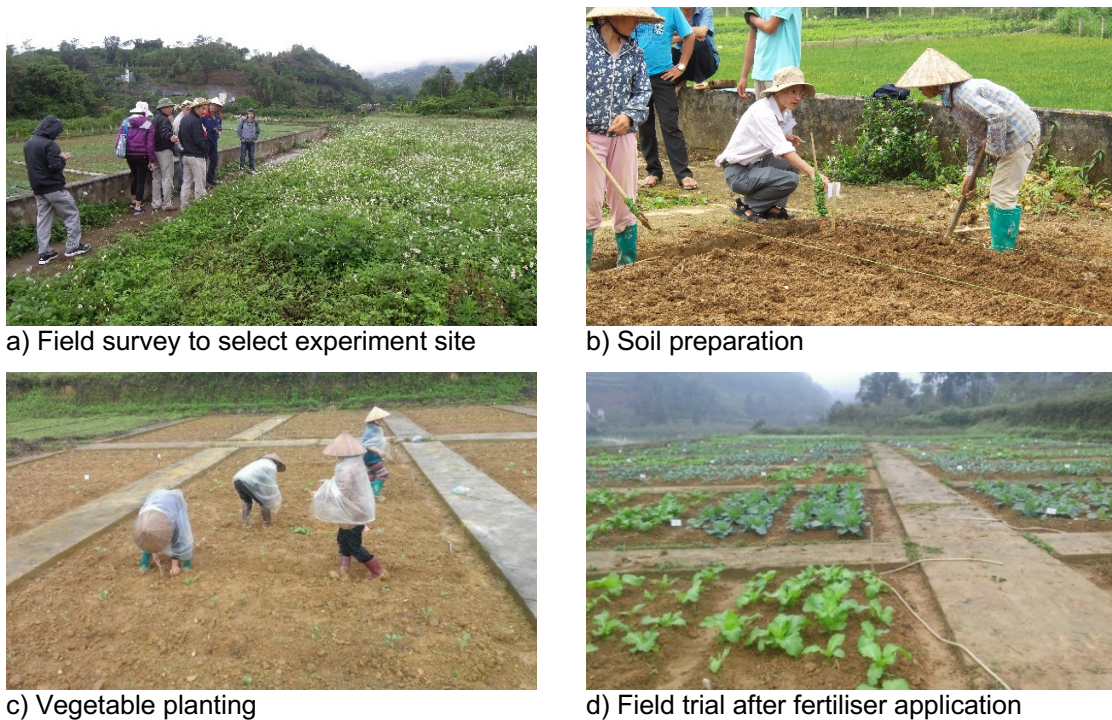 a) Field survey to select experiment site
b) Soil preparation
c) Vegetable planting
d) Field trial after fertiliser application